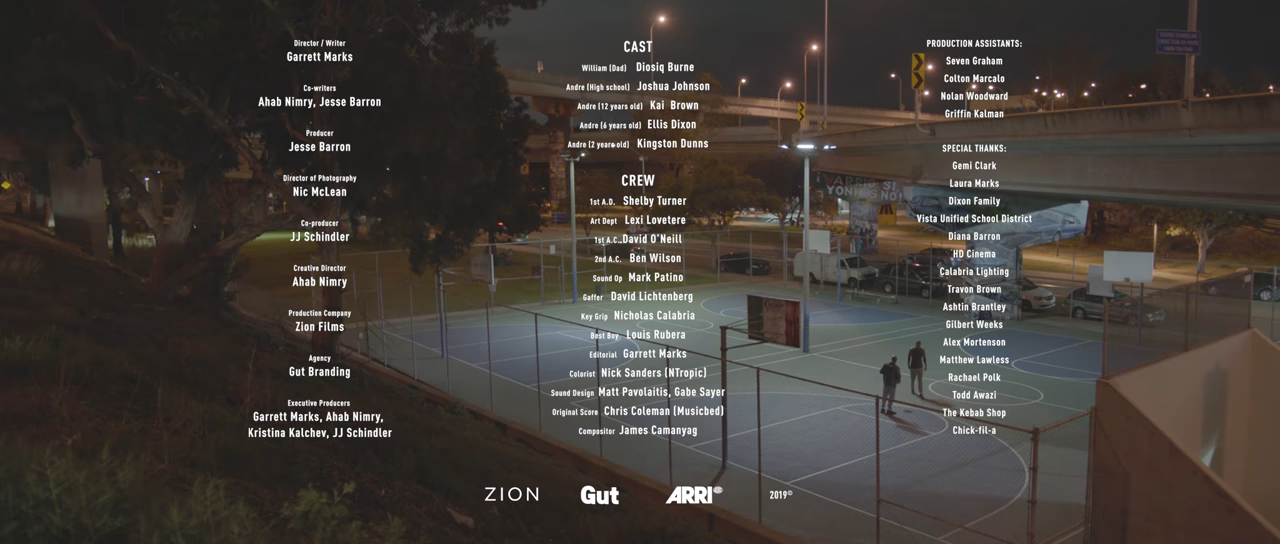 Director / Writer
Garrett Marks
Co-writers
Ahab Nimry, Jesse Barron
Producer
Jesse Barron
Director of Photography
Nic McLean
Co-producer
JJ Schindler
Creative Director
Ahab Nimry
Production Company
Zion Films
Agency
Gut Branding
Executive Producers
Garrett Marks, Ahab Nimry,
Kristina Kalchev, JJ Schindler
CAST
William (Dad) Diosiq Burne
Andre (High school) Joshua Johnson
Andre (12 years old) Kai Brown
Andre (6 years old) Ellis Dixon
Andre (2 years old) Kingston Dunns
CREW
1st A.D. Shelby Turner
Art Dept Lexi Lovetere
1st A.C. David O'Neill
2nd A.C. Ben Wilson
Sound Op Mark Patino
Gaffer David Lichtenberg
Key Grip Nicholas Calabria
Best Boy Louis Rubera
Editorial Garrett Marks
Colorist Nick Sanders (NTropic)
Sound Design Matt Pavolaitis, Gabe Sayer
Original Score Chris Coleman (Musicbed)
Compositor James Camanyag
PRODUCTION ASSISTANTS:
Seven Graham
Colton Marcalo
Nolan Woodward
Griffin Kalman
SPECIAL THANKS:
Gemi Clark
Laura Marks
Dixon Family
Vista Unified School District
Diana Barron
HD Cinema
Calabria Lighting
Travon Brown
Ashtin Brantley
Gilbert Weeks
Alex Mortenson
Matthew Lawless
Rachael Polk
Todd Awazi
The Kebab Shop
Chick-fil-a
ZION
Gut
ARRI
2019©